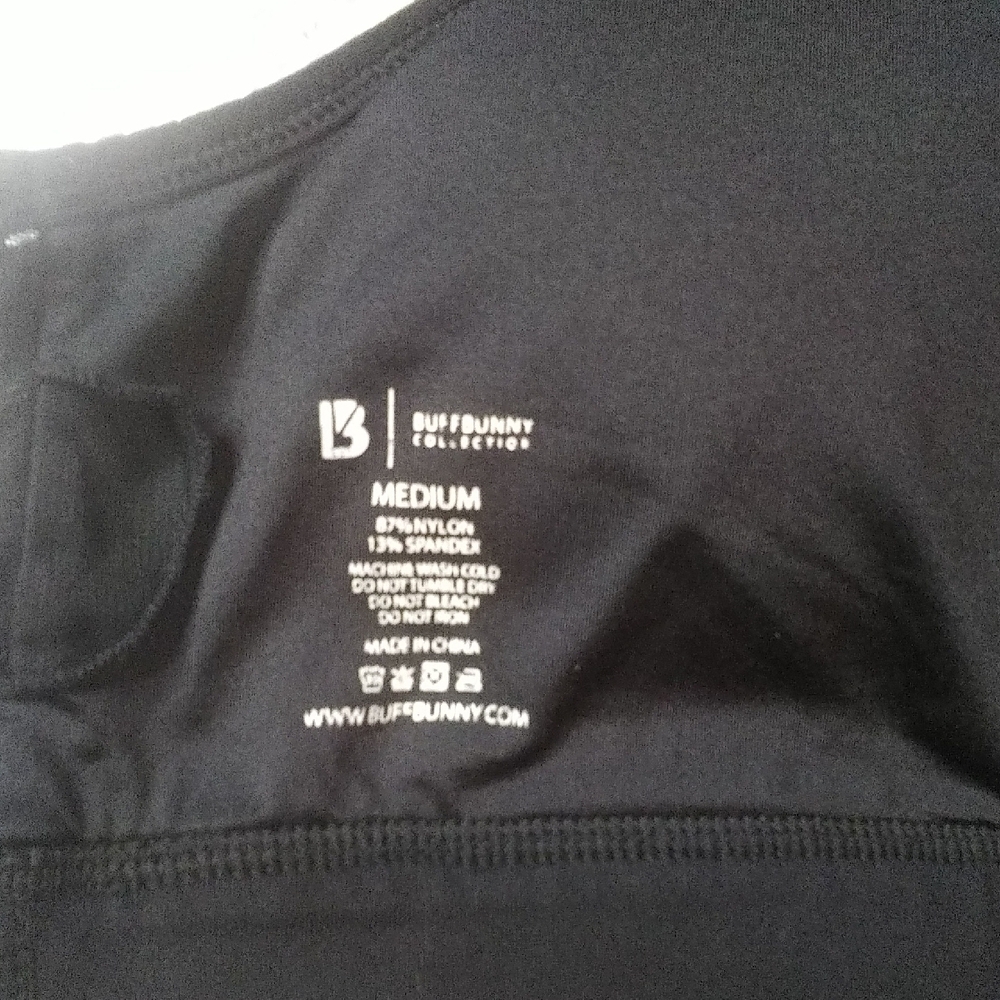 B
BUFFBUNNY
COLLECTION
MEDIUM
87% NYLON
13% SPANDEX
MACHINE WASH COLD
DO NOT TUMBLE DRY
DO NOT BLEACH
DO NOT IRON
MADE IN CHINA
WWW.BUFFBUNNY.COM